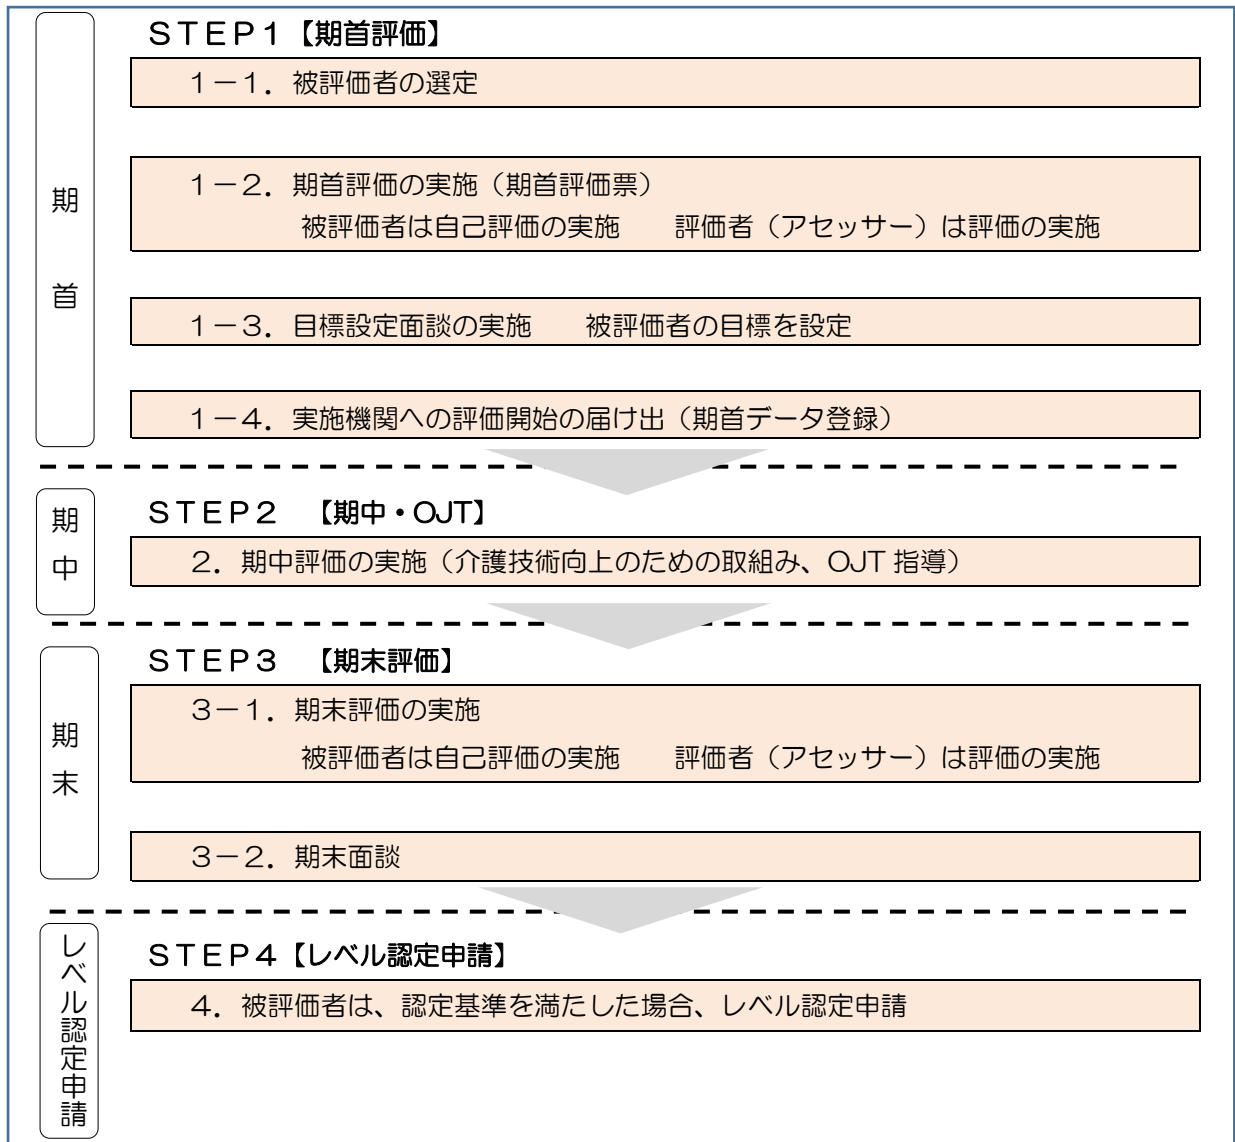 期首
STEP1【期首評価】
1-1．被評価者の選定
1-2．期首評価の実施（期首評価票）
被評価者は自己評価の実施　　評価者（アセッサー）は評価の実施
1-3．目標設定面談の実施　　被評価者の目標を設定
1-4．実施機関への評価開始の届け出（期首データ登録）
期中
STEP2　【期中・OJT】
2．期中評価の実施（介護技術向上のための取組み、OJT 指導）
期末
STEP3　【期末評価】
3-1．期末評価の実施
被評価者は自己評価の実施　　評価者（アセッサー）は評価の実施
3-2．期末面談
レベル認定申請
STEP4【レベル認定申請】
4．被評価者は、認定基準を満たした場合、レベル認定申請